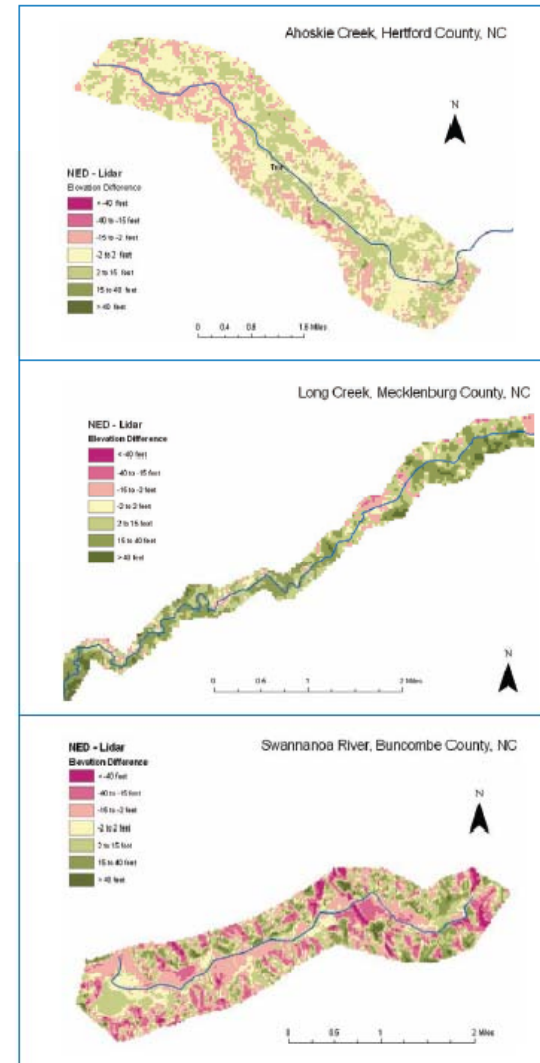 Ahoskie Creek, Hertford County, NC
N
NED - Lidar
Elevation Difference
< -40 feet
-40 to -15 feet
-15 to -2 feet
-2 to 2 feet
2 to 15 feet
15 to 40 feet
> 40 feet
0 0.4 0.8 1.6 Miles
Long Creek, Mecklenburg County, NC
NED - Lidar
Elevation Difference
< -40 feet
-40 to -15 feet
-15 to -2 feet
-2 to 2 feet
2 to 15 feet
15 to 40 feet
> 40 feet
N
0 0.5 1 2 Miles
Swannanoa River, Buncombe County, NC
NED - Lidar
Elevation Difference
< -40 feet
-40 to -15 feet
-15 to -2 feet
-2 to 2 feet
2 to 15 feet
15 to 40 feet
> 40 feet
N
0 0.5 1 2 Miles